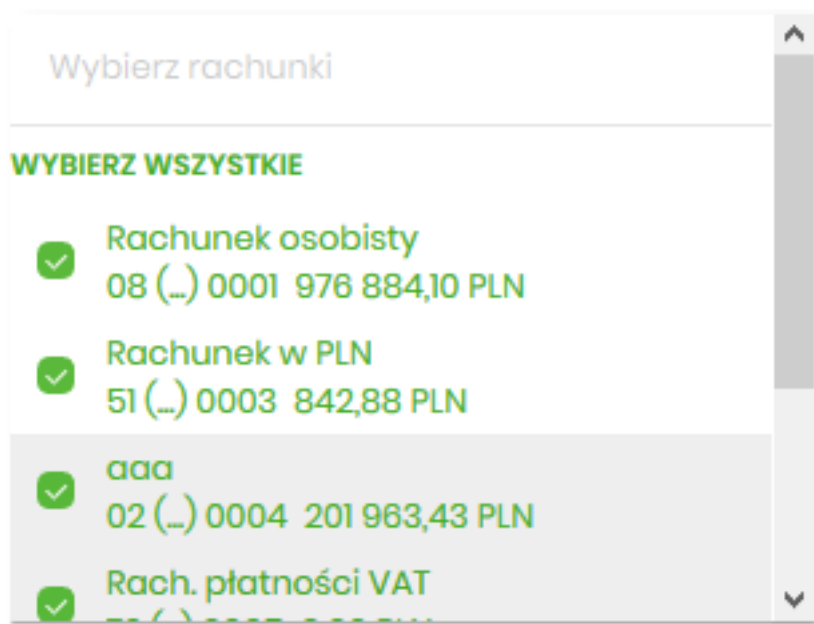 Wybierz rachunki
WYBIERZ WSZYSTKIE
Rachunek osobisty
08 (...) 0001 976 884,10 PLN
Rachunek w PLN
51 (...) 0003 842,88 PLN
aaa
02 (...) 0004 201 963,43 PLN
Rach. płatności VAT